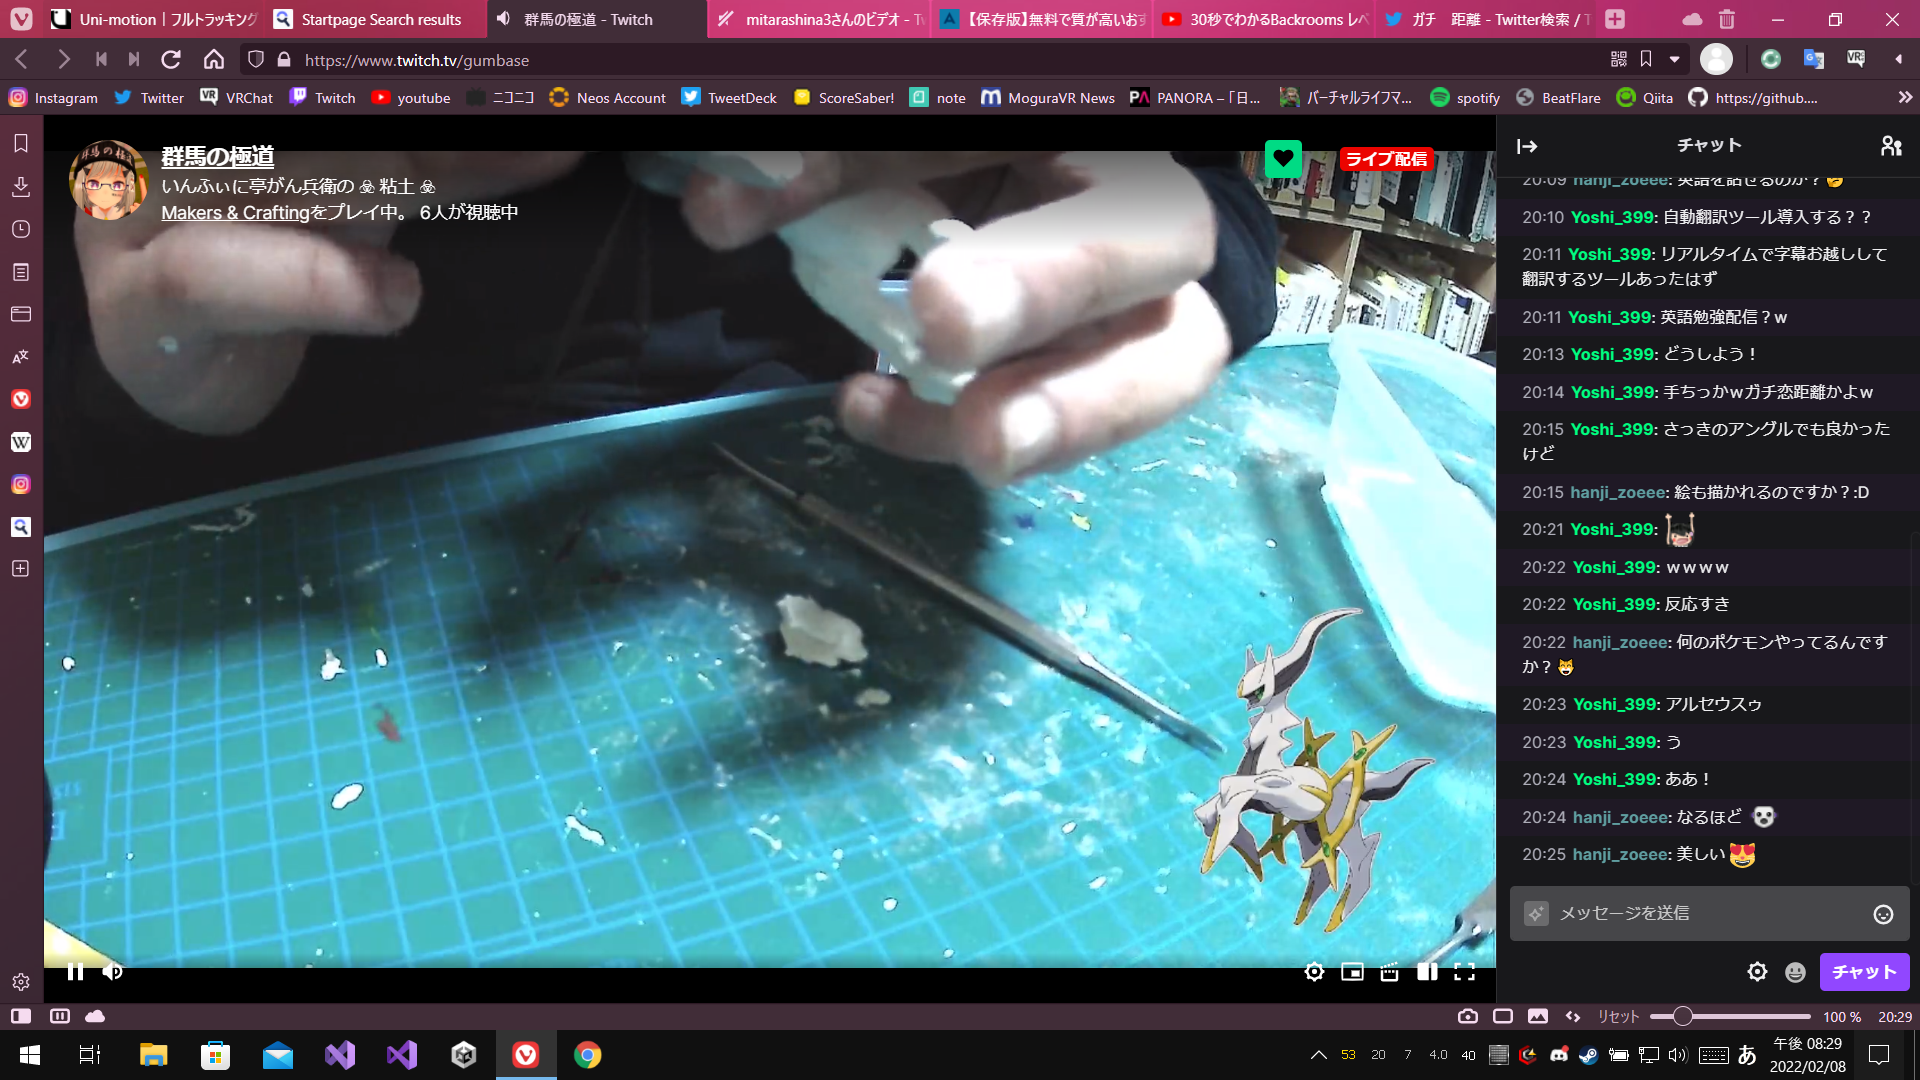 Uni-motion | フルトラッキング
Startpage Search results
群馬の極道 - Twitch
mitarashina3さんのビデオ - Tw
【保存版】無料で質が高いおす
30秒でわかるBackrooms レベ
ガチ 距離 - Twitter検索 / T
https://www.twitch.tv/gumbase
Instagram
Twitter
VRChat
Twitch
youtube
ニコニコ
Neos Account
TweetDeck
ScoreSaber!
note
MoguraVR News
PANORA – 「日...
バーチャルライフマ...
spotify
BeatFlare
Qiita
https://github....
群馬の極道
いんふぃに亭がん兵衛の ☣ 粘土 ☣
Makers & Craftingをプレイ中。 6人が視聴中
ライブ配信
チャット
20:09 hanji_zoeee: 英語を話せるのか？🤔
20:10 Yoshi_399: 自動翻訳ツール導入する？？
20:11 Yoshi_399: リアルタイムで字幕お越しして
翻訳するツールあったはず
20:11 Yoshi_399: 英語勉強配信？w
20:13 Yoshi_399: どうしよう！
20:14 Yoshi_399: 手ちっかwガチ恋距離かよw
20:15 Yoshi_399: さっきのアングルでも良かった
けど
20:15 hanji_zoeee: 絵も描かれるのですか？:D
20:21 Yoshi_399:
20:22 Yoshi_399: ｗｗｗｗ
20:22 Yoshi_399: 反応すき
20:22 hanji_zoeee: 何のポケモンやってるんです
か？😸
20:23 Yoshi_399: アルセウスゥ
20:23 Yoshi_399: う
20:24 Yoshi_399: ああ！
20:24 hanji_zoeee: なるほど
20:25 hanji_zoeee: 美しい😻
メッセージを送信
チャット
リセット
100 %
20:29
53 20 7 4.0 40
あ
午後 08:29
2022/02/08